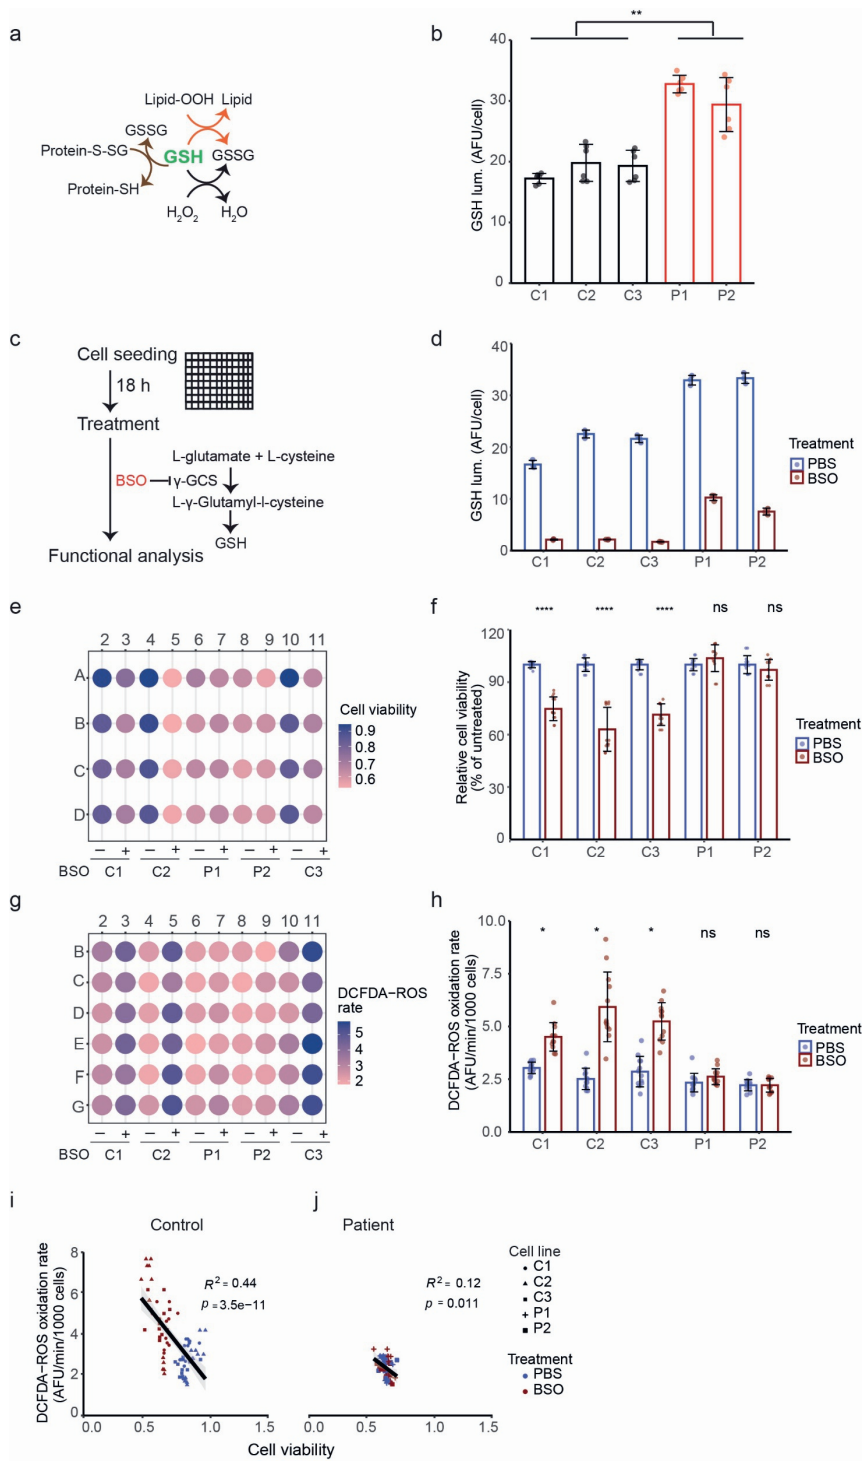 a
Lipid-OOH Lipid
GSSG
Protein-S-SG
GSH
GSSG
Protein-SH
H2O2
H2O
b
**
GSH lum. (AFU/cell)
40
30
20
10
0
C1 C2 C3 P1 P2
c
Cell seeding
18 h
Treatment
L-glutamate + L-cysteine
BSO
γ-GCS
L-γ-Glutamyl-l-cysteine
GSH
Functional analysis
d
GSH lum. (AFU/cell)
40
30
20
10
0
C1 C2 C3 P1 P2
Treatment
PBS
BSO
e
2 3 4 5 6 7 8 9 10 11
A
B
C
D
− + − + − + − + − +
BSO C1 C2 P1 P2 C3
Cell viability
0.9
0.8
0.7
0.6
f
**** **** **** ns ns
Relative cell viability
(% of untreated)
120
90
60
30
0
C1 C2 C3 P1 P2
Treatment
PBS
BSO
g
2 3 4 5 6 7 8 9 10 11
B
C
D
E
F
G
− + − + − + − + − +
BSO C1 C2 P1 P2 C3
DCFDA−ROS
rate
5
4
3
2
h
* * * ns ns
DCFDA−ROS oxidation rate
(AFU/min/1000 cells)
10.0
7.5
5.0
2.5
0.0
C1 C2 C3 P1 P2
Treatment
PBS
BSO
i
Control
DCFDA−ROS oxidation rate
(AFU/min/1000 cells)
8
6
4
2
0
R2 = 0.44
p = 3.5e−11
0.0 0.5 1.0 1.5
j
Patient
R2 = 0.12
p = 0.011
0.0 0.5 1.0 1.5
Cell viability
Cell line
C1
C2
C3
P1
P2
Treatment
PBS
BSO